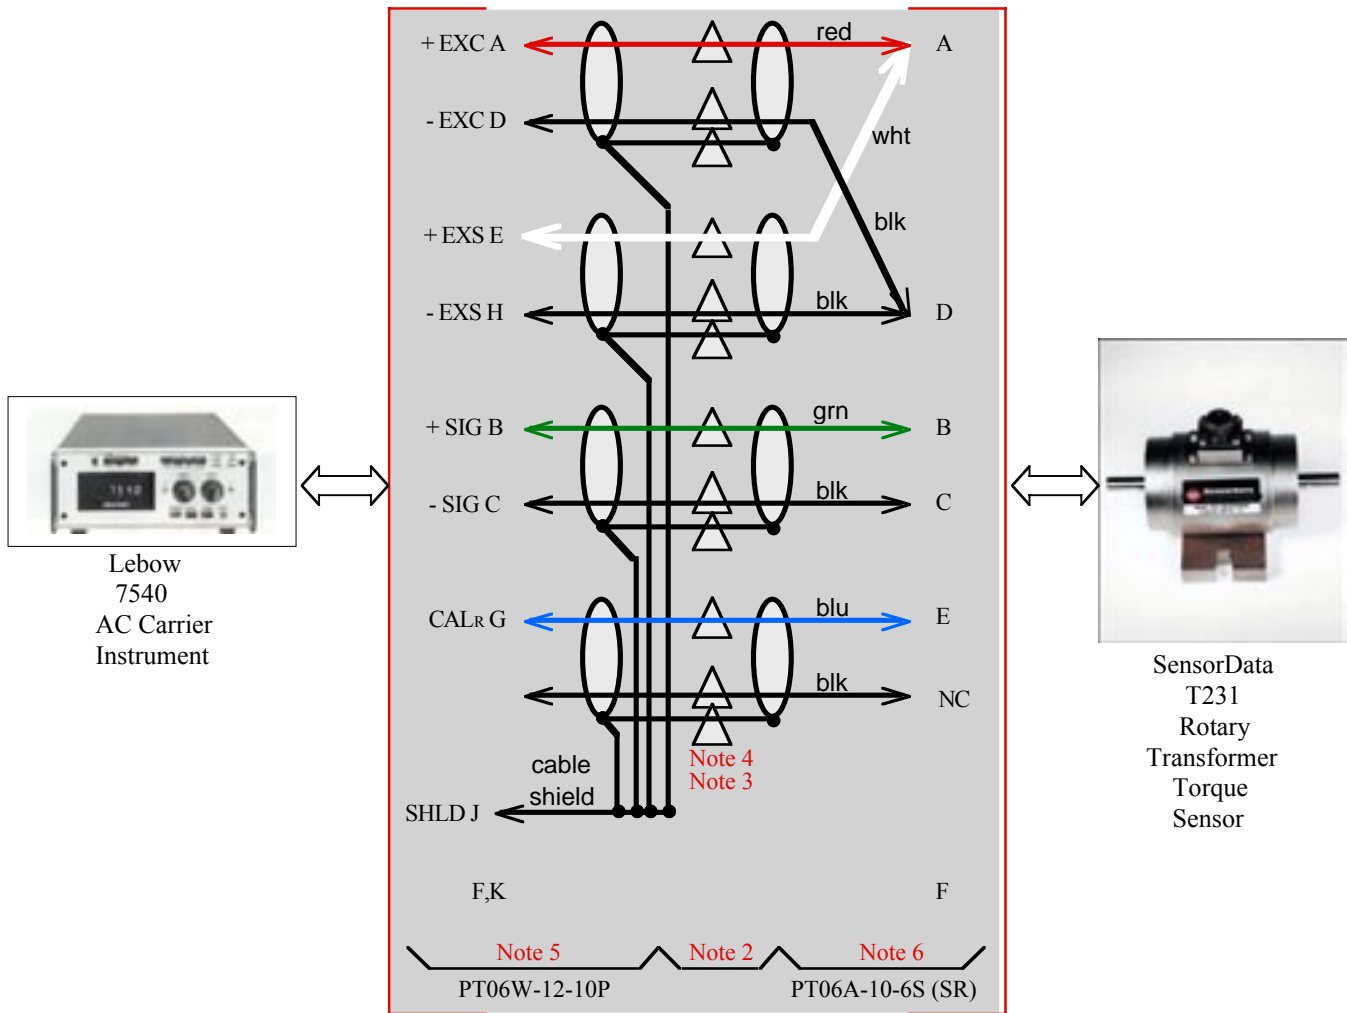 + EXC A
red
A
- EXC D
wht
blk
+ EXS E
- EXS H
blk
D
+ SIG B
grn
B
- SIG C
blk
C
CALR G
blu
E
blk
NC
Note 4
Note 3
cable
shield
SHLD J
F,K
F
Note 5
Note 2
Note 6
PT06W-12-10P
PT06A-10-6S (SR)
7540
Lebow
7540
AC Carrier
Instrument
SensorData
T231
Rotary
Transformer
Torque
Sensor